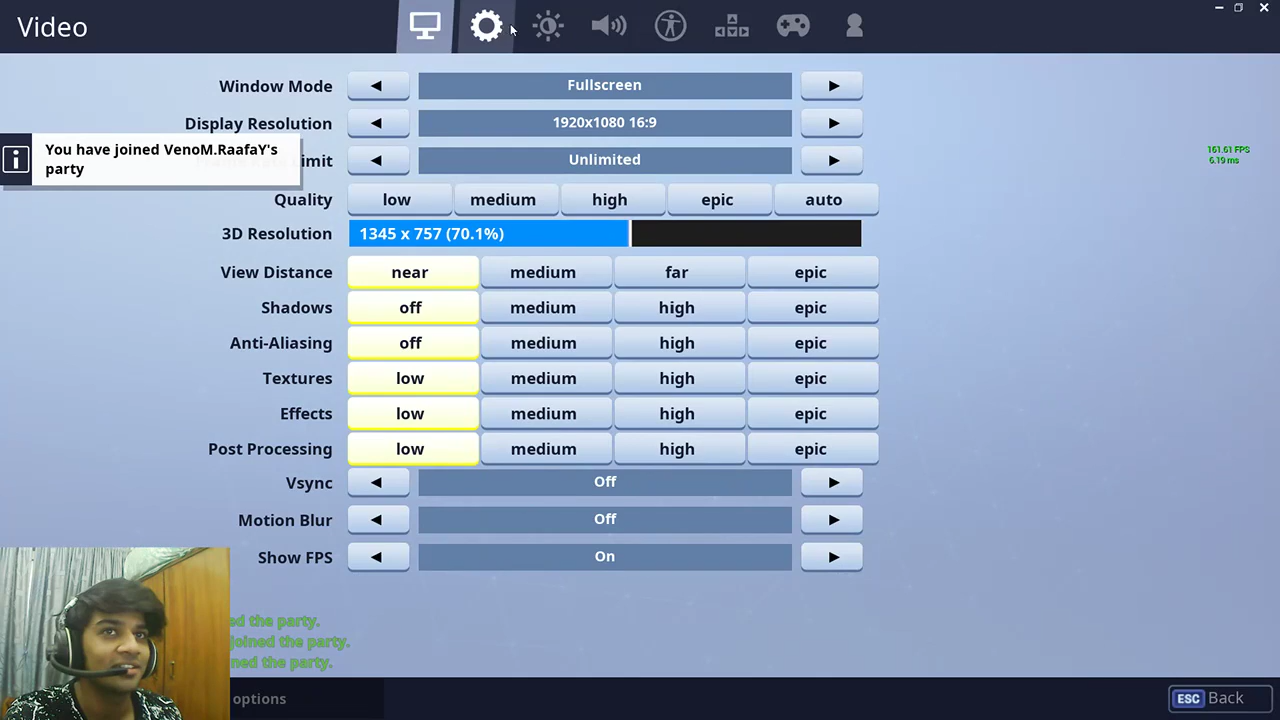 Video
Window Mode
Fullscreen
Display Resolution
1920x1080 16:9
You have joined VenoM.RaafaY's
party
Limit
Unlimited
161.61 FPS
6.19 ms
Quality low medium high epic auto
3D Resolution 1345 x 757 (70.1%)
View Distance near medium far epic
Shadows off medium high epic
Anti-Aliasing off medium high epic
Textures low medium high epic
Effects low medium high epic
Post Processing low medium high epic
Vsync Off
Motion Blur Off
Show FPS On
the party.
joined the party.
the party.
options
ESC Back